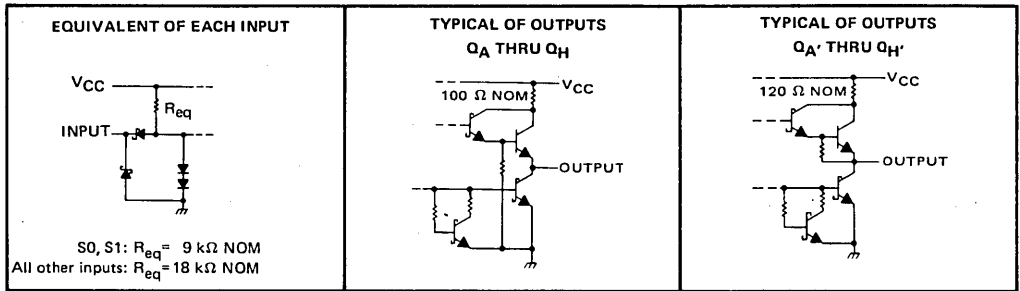 EQUIVALENT OF EACH INPUT
VCC
Req
INPUT
S0, S1: Req = 9 kΩ NOM
All other inputs: Req = 18 kΩ NOM
TYPICAL OF OUTPUTS
QA THRU QH
VCC
100 Ω NOM
OUTPUT
TYPICAL OF OUTPUTS
QA' THRU QH'
VCC
120 Ω NOM
OUTPUT